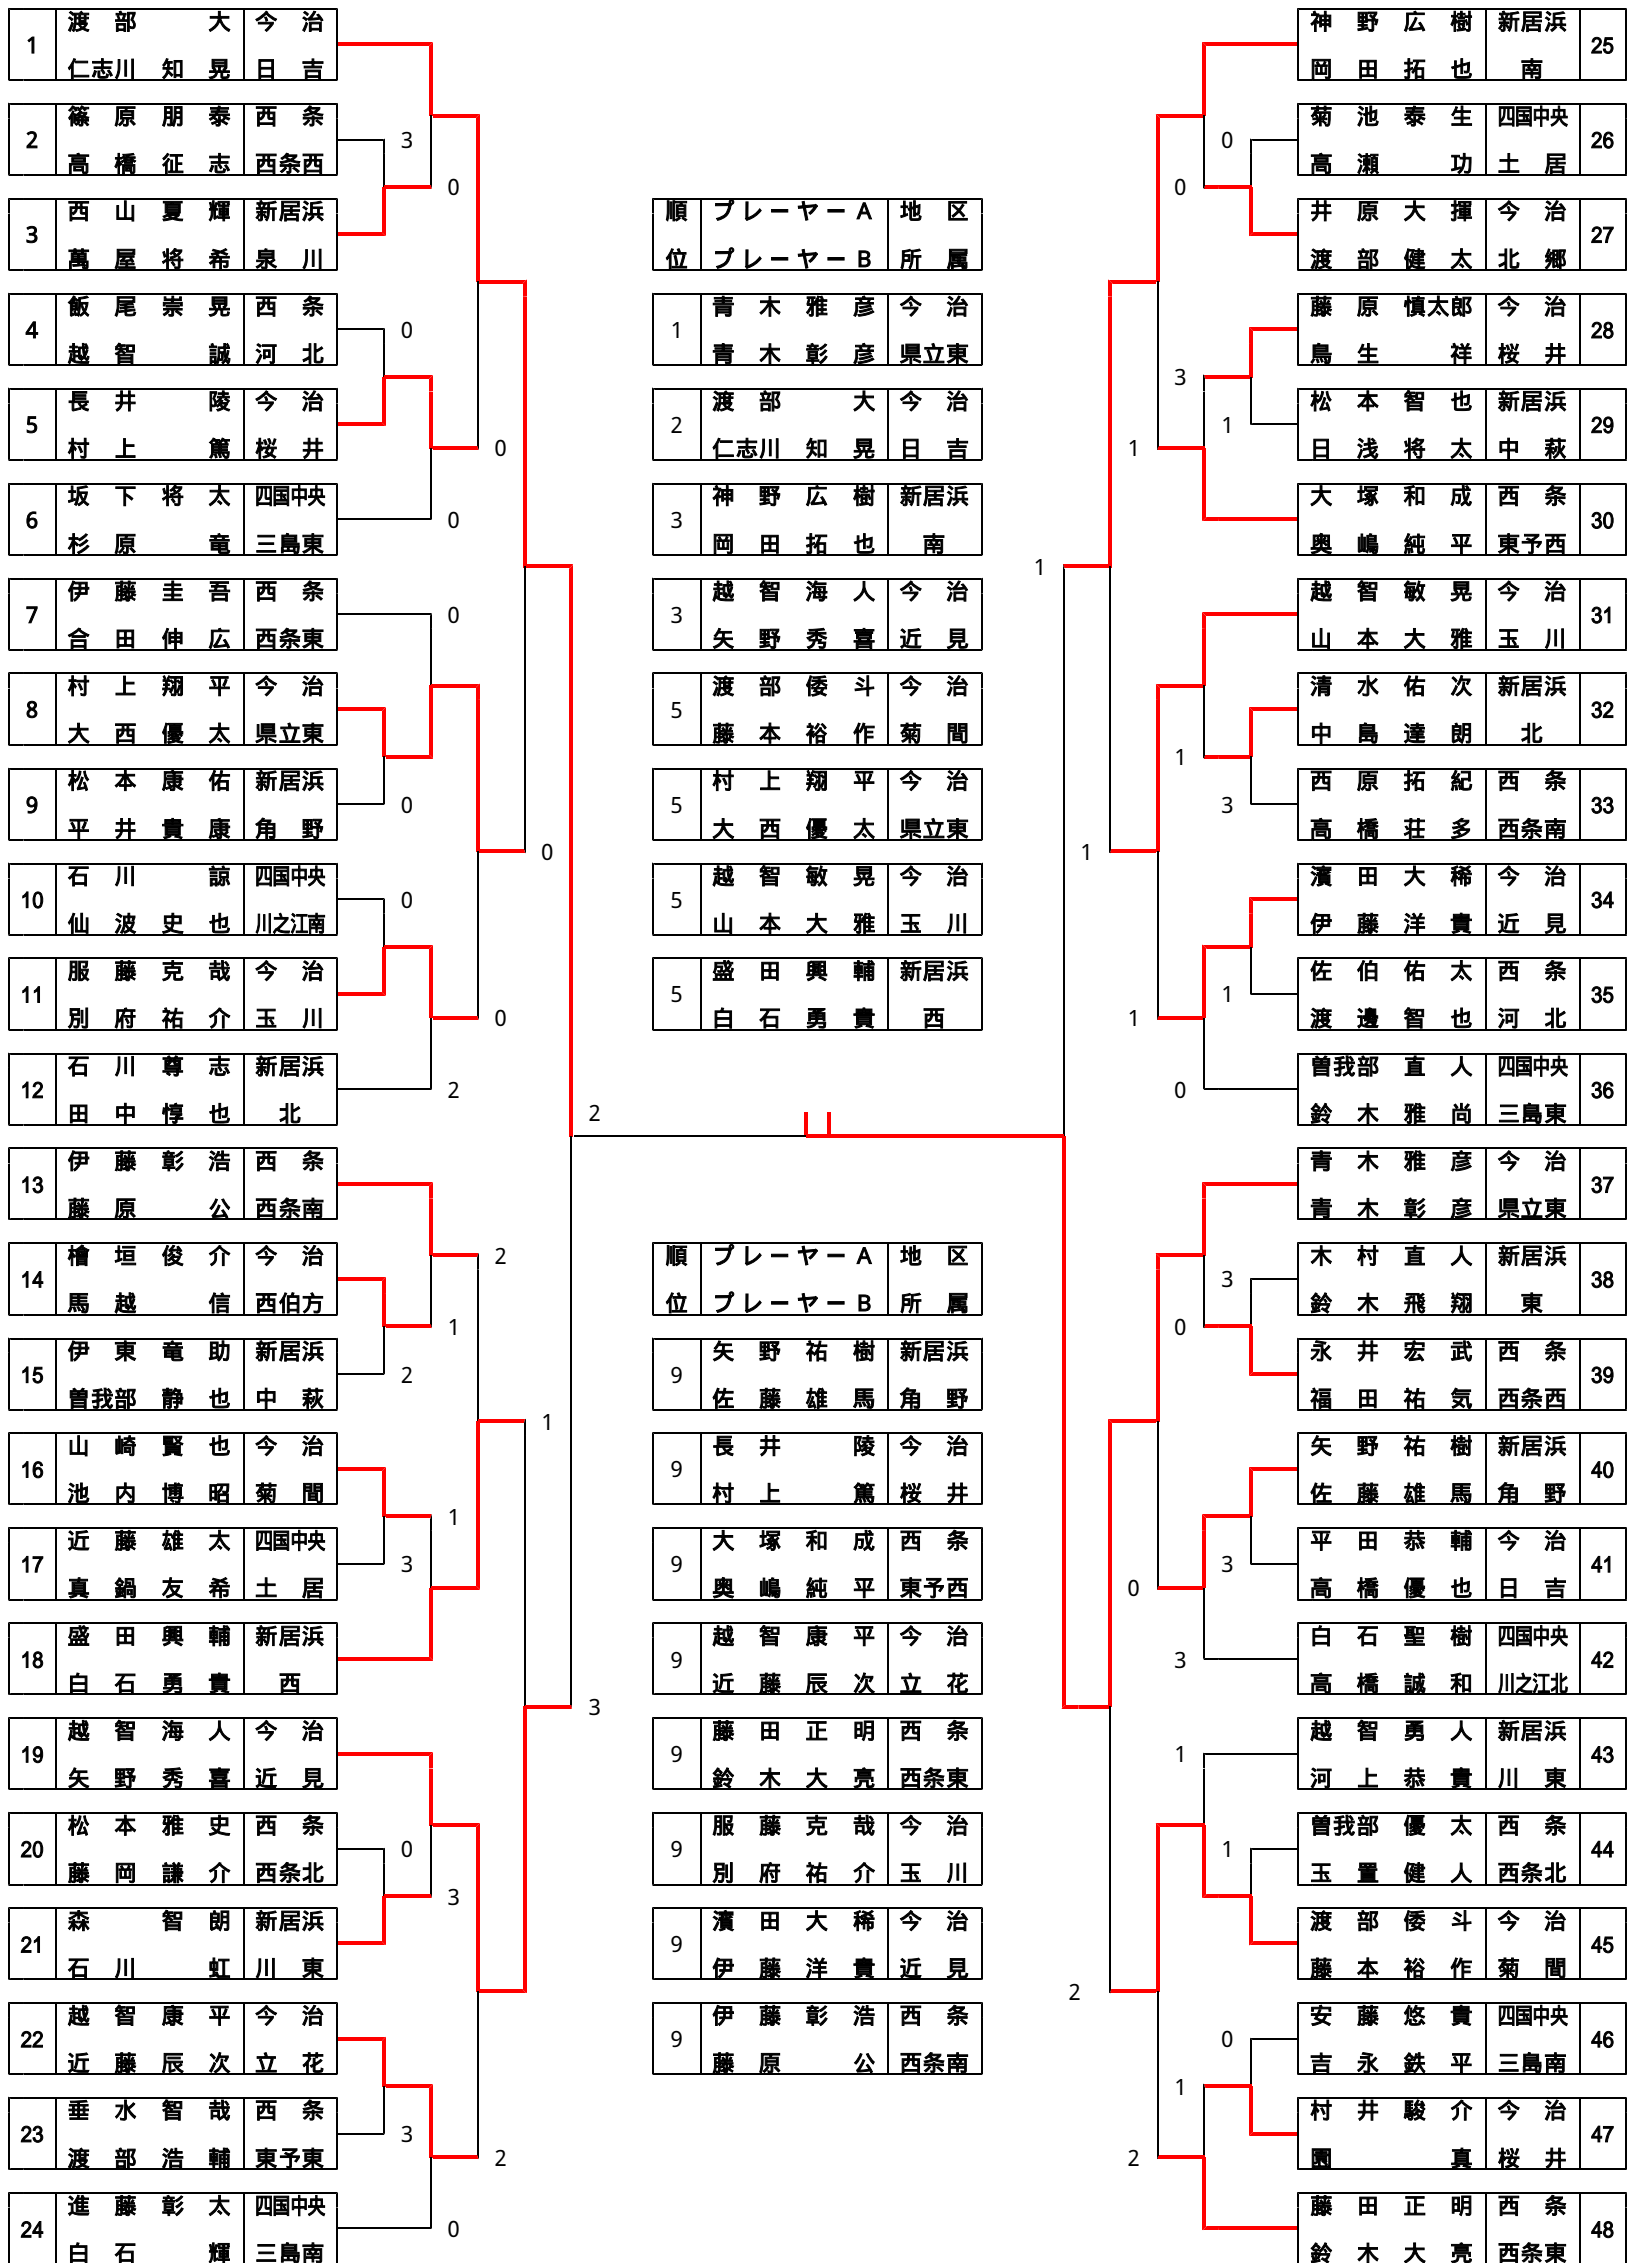 1 渡部 大 今治
仁志川 知晃 日吉
2 篠原朋泰 西条
高橋征志 西条西
3
0
3 西山夏輝 新居浜
萬屋将希 泉川
4 飯尾崇晃 西条
越智 誠 河北
0
5 長井 陵 今治
村上 篤 桜井
0
6 坂下将太 四国中央
杉原 竜 三島東
0
7 伊藤圭吾 西条
合田伸広 西条東
0
8 村上翔平 今治
大西優太 県立東
9 松本康佑 新居浜
平井貴康 角野
0
0
10 石川 諒 四国中央
仙波史也 川之江南
0
11 服藤克哉 今治
別府祐介 玉川
0
12 石川尊志 新居浜
田中惇也 北
2
2
13 伊藤彰浩 西条
藤原 公 西条南
2
14 檜垣俊介 今治
馬越 信 西伯方
1
15 伊東竜助 新居浜
曽我部静也 中萩
2
1
16 山崎賢也 今治
池内博昭 菊間
1
17 近藤雄太 四国中央
真鍋友希 土居
3
18 盛田興輔 新居浜
白石勇貴 西
3
19 越智海人 今治
矢野秀喜 近見
20 松本雅史 西条
藤岡謙介 西条北
0
3
21 森 智朗 新居浜
石川 虹 川東
22 越智康平 今治
近藤辰次 立花
23 垂水智哉 西条
渡部浩輔 東予東
3
2
24 進藤彰太 四国中央
白石 輝 三島南
0
順 プレーヤーA 地区
位 プレーヤーB 所属
1 青木雅彦 今治
青木彰彦 県立東
2 渡部 大 今治
仁志川 知晃 日吉
3 神野広樹 新居浜
岡田拓也 南
3 越智海人 今治
矢野秀喜 近見
5 渡部倭斗 今治
藤本裕作 菊間
5 村上翔平 今治
大西優太 県立東
5 越智敏晃 今治
山本大雅 玉川
5 盛田興輔 新居浜
白石勇貴 西
順 プレーヤーA 地区
位 プレーヤーB 所属
9 矢野祐樹 新居浜
佐藤雄馬 角野
9 長井 陵 今治
村上 篤 桜井
9 大塚和成 西条
奥嶋純平 東予西
9 越智康平 今治
近藤辰次 立花
9 藤田正明 西条
鈴木大亮 西条東
9 服藤克哉 今治
別府祐介 玉川
9 濱田大稀 今治
伊藤洋貴 近見
9 伊藤彰浩 西条
藤原 公 西条南
神野広樹 新居浜 25
岡田拓也 南
0
菊池泰生 四国中央 26
高瀬 功 土居
0
井原大揮 今治 27
渡部健太 北郷
藤原慎太郎 今治 28
鳥生 祥 桜井
3
松本智也 新居浜 29
日浅将太 中萩
1
1
大塚和成 西条 30
奥嶋純平 東予西
1
越智敏晃 今治 31
山本大雅 玉川
清水佑次 新居浜 32
中島達朗 北
1
西原拓紀 西条 33
高橋荘多 西条南
3
1
濱田大稀 今治 34
伊藤洋貴 近見
佐伯佑太 西条 35
渡邊智也 河北
1
1
曽我部直人 四国中央 36
鈴木雅尚 三島東
0
青木雅彦 今治 37
青木彰彦 県立東
木村直人 新居浜 38
鈴木飛翔 東
3
0
永井宏武 西条 39
福田祐気 西条西
矢野祐樹 新居浜 40
佐藤雄馬 角野
平田恭輔 今治 41
高橋優也 日吉
3
0
白石聖樹 四国中央 42
高橋誠和 川之江北
3
越智勇人 新居浜 43
河上恭貴 川東
1
曽我部優太 西条 44
玉置健人 西条北
1
渡部倭斗 今治 45
藤本裕作 菊間
2
安藤悠貴 四国中央 46
吉永鉄平 三島南
0
1
村井駿介 今治 47
園 真 桜井
2
藤田正明 西条 48
鈴木大亮 西条東